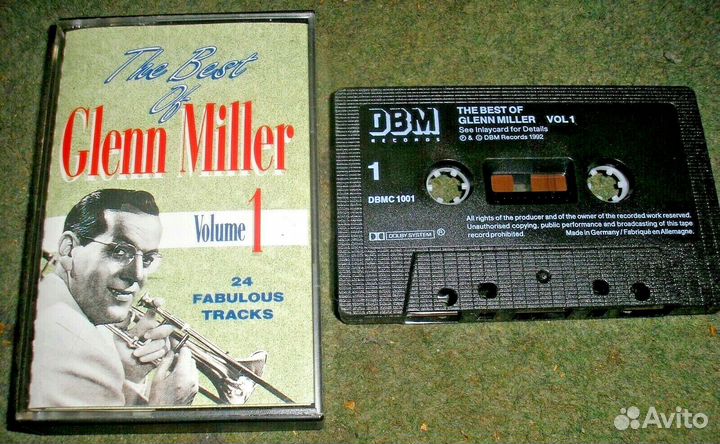 The Best
Of
Glenn Miller
Volume 1
24
FABULOUS
TRACKS
DBM
RECORDS
THE BEST OF
GLENN MILLER VOL 1
See Inlaycard for Details
Ⓟ & © DBM Records 1992
1
DBMC 1001
All rights of the producer and of the owner of the recorded work reserved.
Unauthorised copying, public performance and broadcasting of this tape
record prohibited. Made in Germany / Fabriqué en Allemagne.
DOLBY SYSTEM ®
Avito